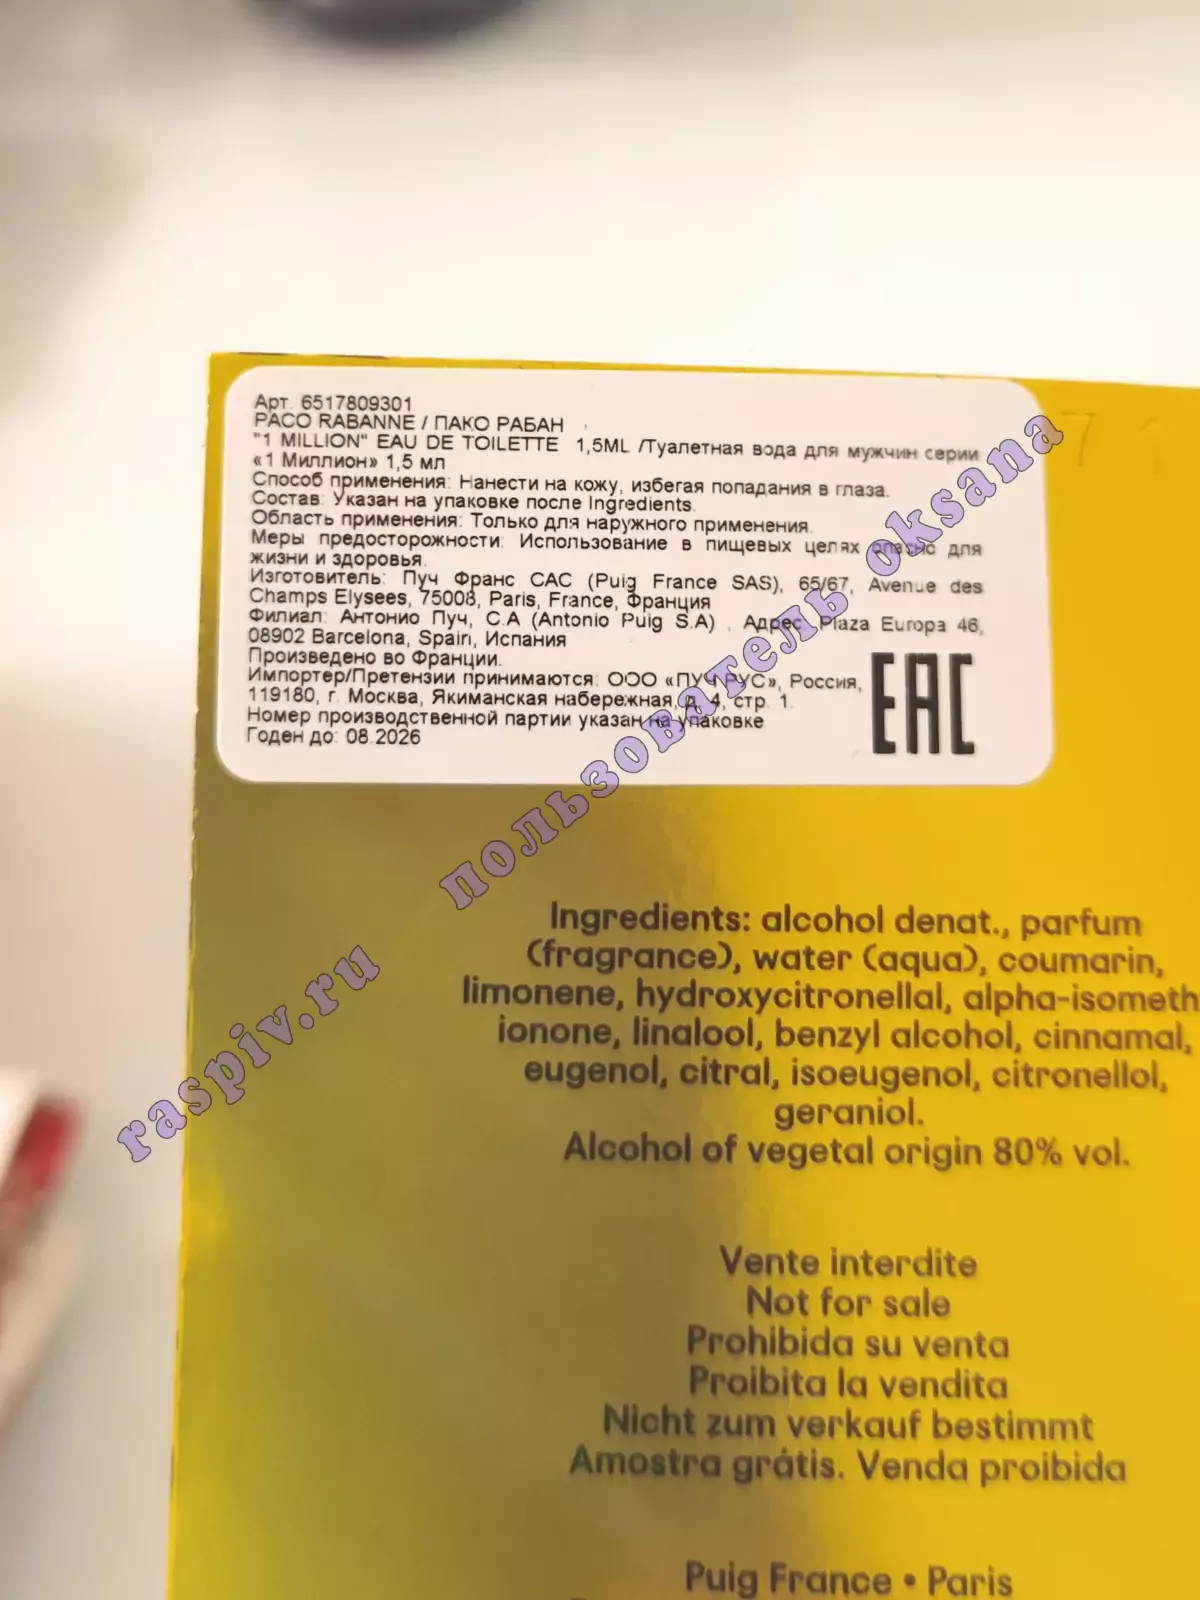 Арт. 6517809301
PACO RABANNE / ПАКО РАБАН
"1 MILLION" EAU DE TOILETTE 1,5ML /Туалетная вода для мужчин серии
«1 Миллион» 1,5 мл
Способ применения: Нанести на кожу, избегая попадания в глаза.
Состав: Указан на упаковке после Ingredients.
Область применения: Только для наружного применения.
Меры предосторожности: Использование в пищевых целях опасно для
жизни и здоровья.
Изготовитель: Пуч Франс САС (Puig France SAS), 65/67, Avenue des
Champs Elysees, 75008, Paris, France, Франция
Филиал: Антонио Пуч, С.А (Antonio Puig S.A) . Адрес: Plaza Europa 46,
08902 Barcelona, Spain, Испания
Произведено во Франции.
Импортер/Претензии принимаются: ООО «ПУЧ РУС», Россия,
119180, г. Москва, Якиманская набережная, д. 4, стр. 1.
Номер производственной партии указан на упаковке
Годен до: 08.2026
EAC
Ingredients: alcohol denat., parfum
(fragrance), water (aqua), coumarin,
limonene, hydroxycitronellal, alpha-isometh
ionone, linalool, benzyl alcohol, cinnamal,
eugenol, citral, isoeugenol, citronellol,
geraniol.
Alcohol of vegetal origin 80% vol.
Vente interdite
Not for sale
Prohibida su venta
Proibita la vendita
Nicht zum verkauf bestimmt
Amostra grátis. Venda proibida
Puig France • Paris
raspiv.ru пользователь oksana